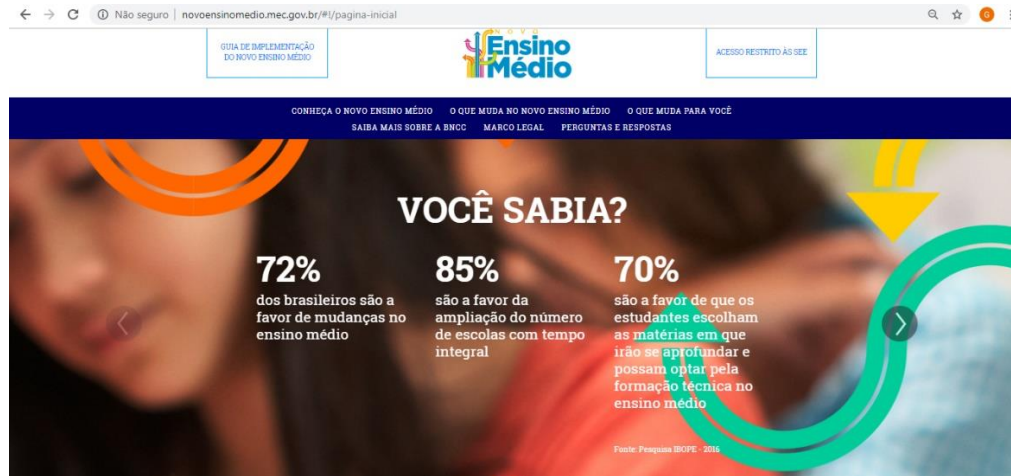 Não seguro | novoensinomedio.mec.gov.br/#!/pagina-inicial
G
GUIA DE IMPLEMENTAÇÃO
DO NOVO ENSINO MÉDIO
NOVO
Ensino
Médio
ACESSO RESTRITO ÀS SEE
CONHEÇA O NOVO ENSINO MÉDIO O QUE MUDA NO NOVO ENSINO MÉDIO O QUE MUDA PARA VOCÊ
SAIBA MAIS SOBRE A BNCC MARCO LEGAL PERGUNTAS E RESPOSTAS
VOCÊ SABIA?
72%
dos brasileiros são a
favor de mudanças no
ensino médio
85%
são a favor da
ampliação do número
de escolas com tempo
integral
70%
são a favor de que os
estudantes escolham
as matérias em que
irão se aprofundar e
possam optar pela
formação técnica no
ensino médio
Fonte: Pesquisa IBOPE - 2016